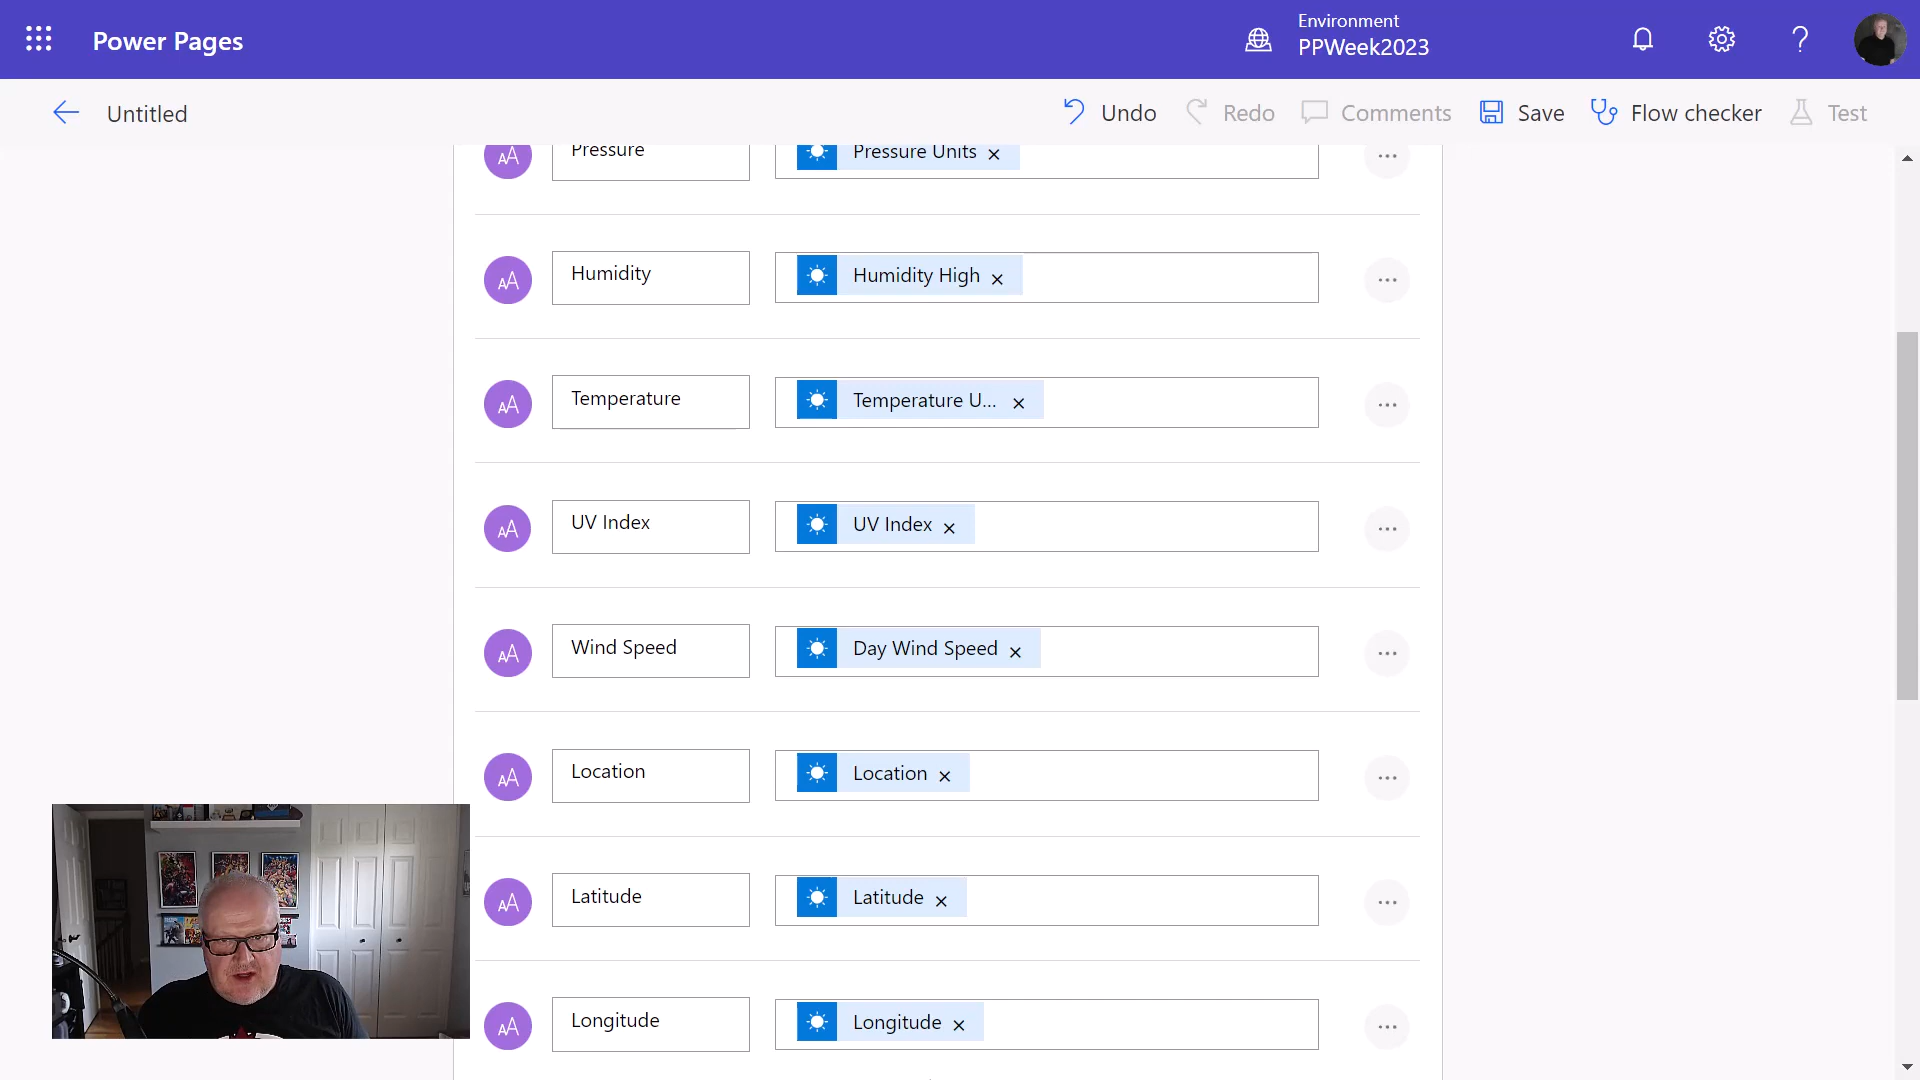 Power Pages
Environment
PPWeek2023
Untitled
Undo
Redo
Comments
Save
Flow checker
Test
Pressure
Pressure Units
Humidity
Humidity High
Temperature
Temperature U...
UV Index
UV Index
Wind Speed
Day Wind Speed
Location
Location
Latitude
Latitude
Longitude
Longitude